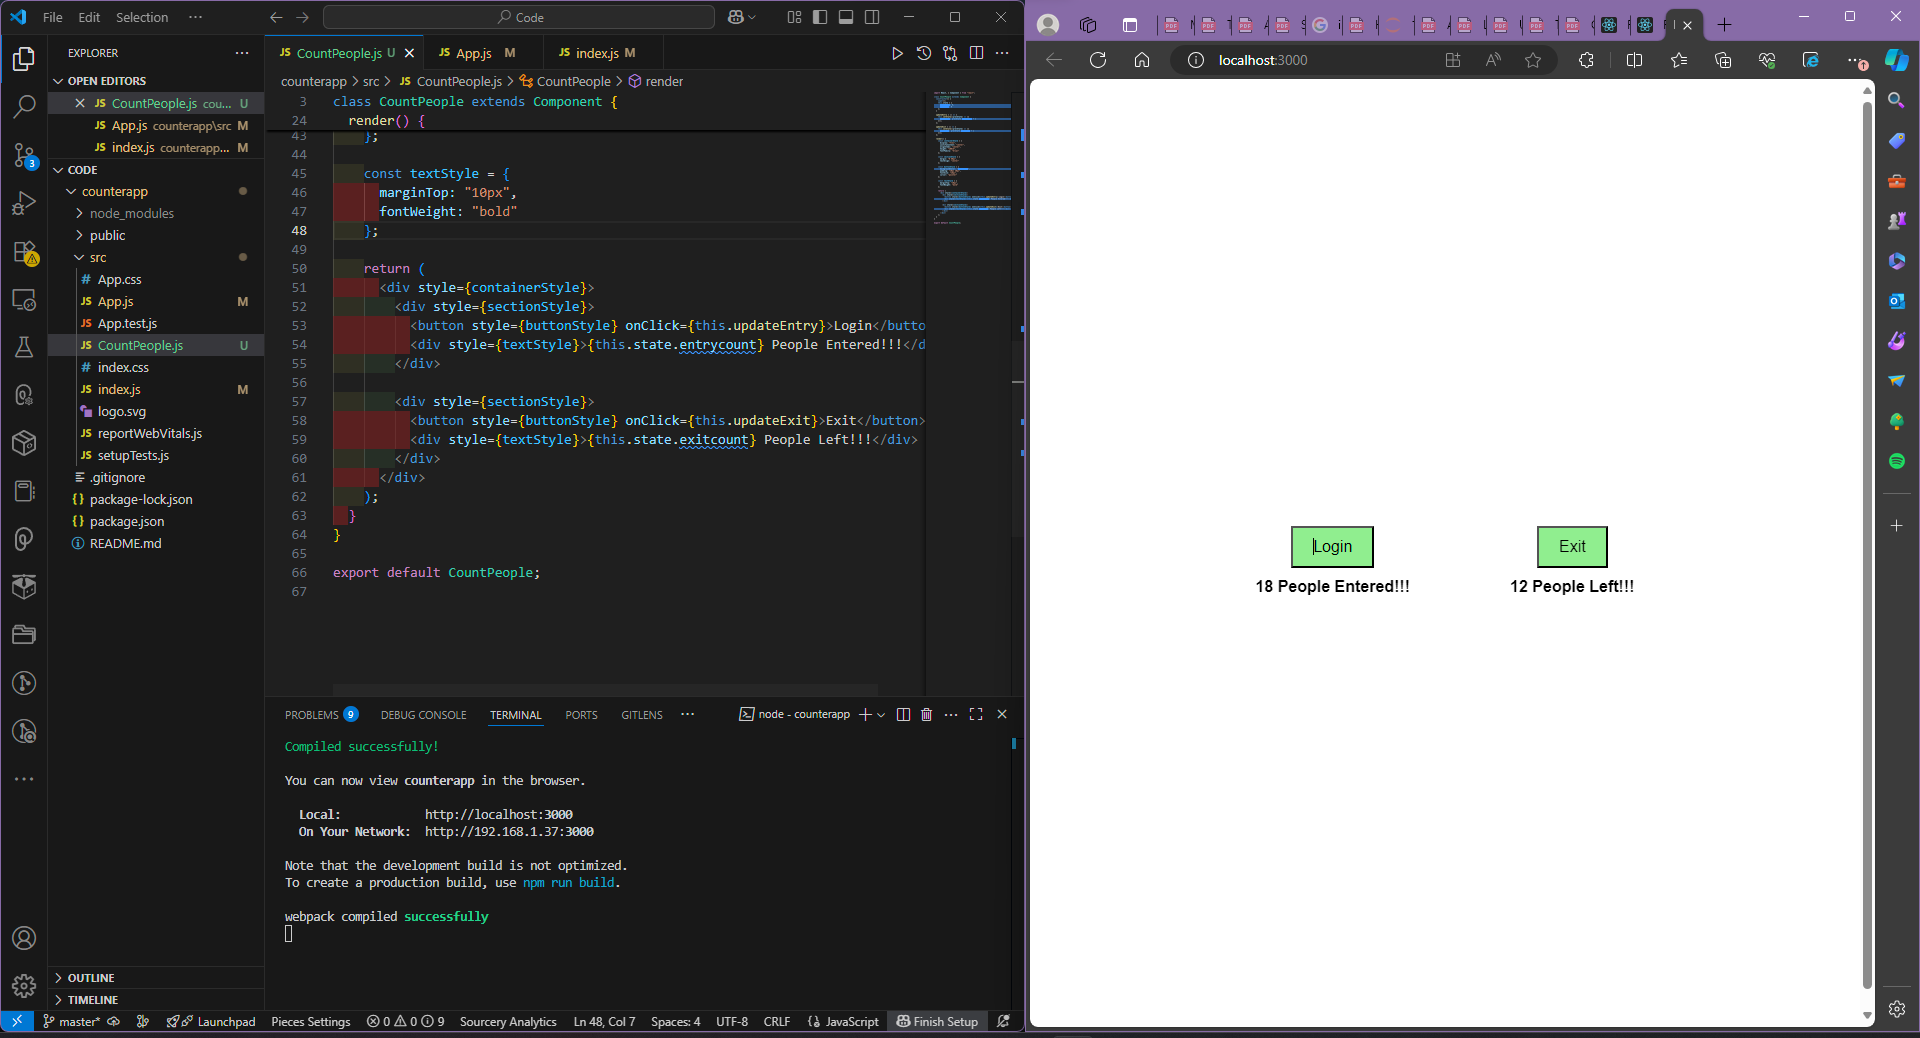 File Edit Selection ··· Code
EXPLORER ···
OPEN EDITORS
JS CountPeople.js cou... U
JS App.js counterapp\src M
JS index.js counterapp... M
CODE
counterapp
node_modules
public
src
# App.css
JS App.js M
JS App.test.js
JS CountPeople.js U
# index.css
JS index.js M
logo.svg
JS reportWebVitals.js
JS setupTests.js
.gitignore
{} package-lock.json
{} package.json
README.md
OUTLINE
TIMELINE
3
JS CountPeople.js U
JS App.js M
JS index.js M
counterapp > src > JS CountPeople.js > CountPeople > render
3 class CountPeople extends Component {
24 render() {
43 };
44
45 const textStyle = {
46 marginTop: "10px",
47 fontWeight: "bold"
48 };
49
50 return (
51 <div style={containerStyle}>
52 <div style={sectionStyle}>
53 <button style={buttonStyle} onClick={this.updateEntry}>Login</butto
54 <div style={textStyle}>{this.state.entrycount} People Entered!!!</d
55 </div>
56
57 <div style={sectionStyle}>
58 <button style={buttonStyle} onClick={this.updateExit}>Exit</button>
59 <div style={textStyle}>{this.state.exitcount} People Left!!!</div>
60 </div>
61 </div>
62 );
63 }
64 }
65
66 export default CountPeople;
67
PROBLEMS 9 DEBUG CONSOLE TERMINAL PORTS GITLENS ··· node - counterapp
Compiled successfully!
You can now view counterapp in the browser.
Local: http://localhost:3000
On Your Network: http://192.168.1.37:3000
Note that the development build is not optimized.
To create a production build, use npm run build.
webpack compiled successfully
master* Launchpad Pieces Settings 0 0 9 Sourcery Analytics Ln 48, Col 7 Spaces: 4 UTF-8 CRLF {} JavaScript Finish Setup
localhost:3000
Login
18 People Entered!!!
Exit
12 People Left!!!